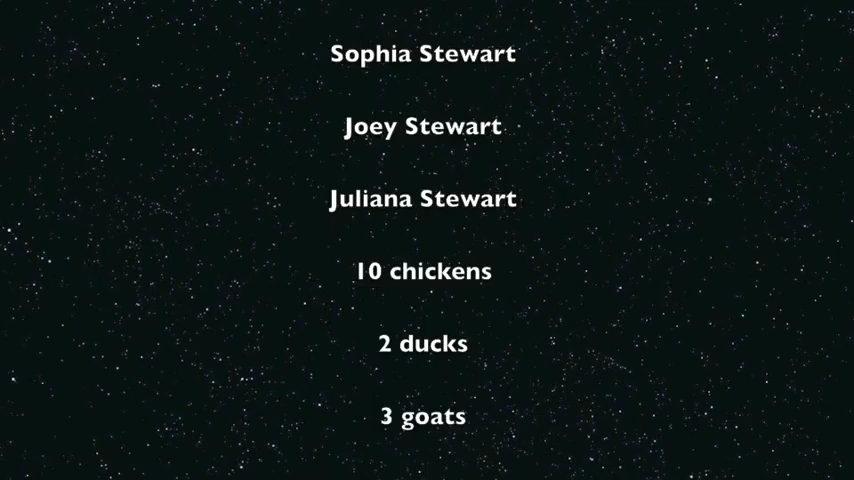 Sophia Stewart
Joey Stewart
Juliana Stewart
10 chickens
2 ducks
3 goats